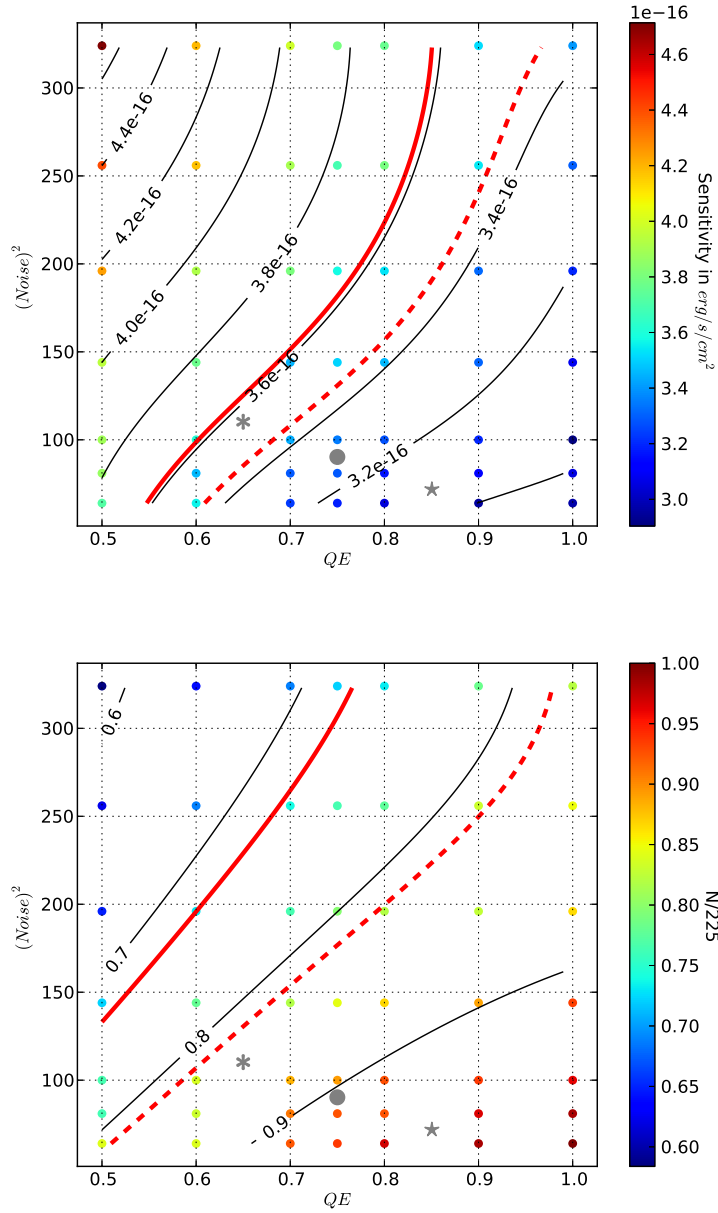 1e−16
300
250
200
150
100
(Noise)²
0.5 0.6 0.7 0.8 0.9 1.0
QE
4.4e-16
4.2e-16
4.0e-16
3.8e-16
3.6e-16
3.4e-16
3.2e-16
4.6
4.4
4.2
4.0
3.8
3.6
3.4
3.2
3.0
Sensitivity in erg/s/cm²
300
250
200
150
100
(Noise)²
0.5 0.6 0.7 0.8 0.9 1.0
QE
0.6
0.7
0.8
0.9
1.00
0.95
0.90
0.85
0.80
0.75
0.70
0.65
0.60
N/225